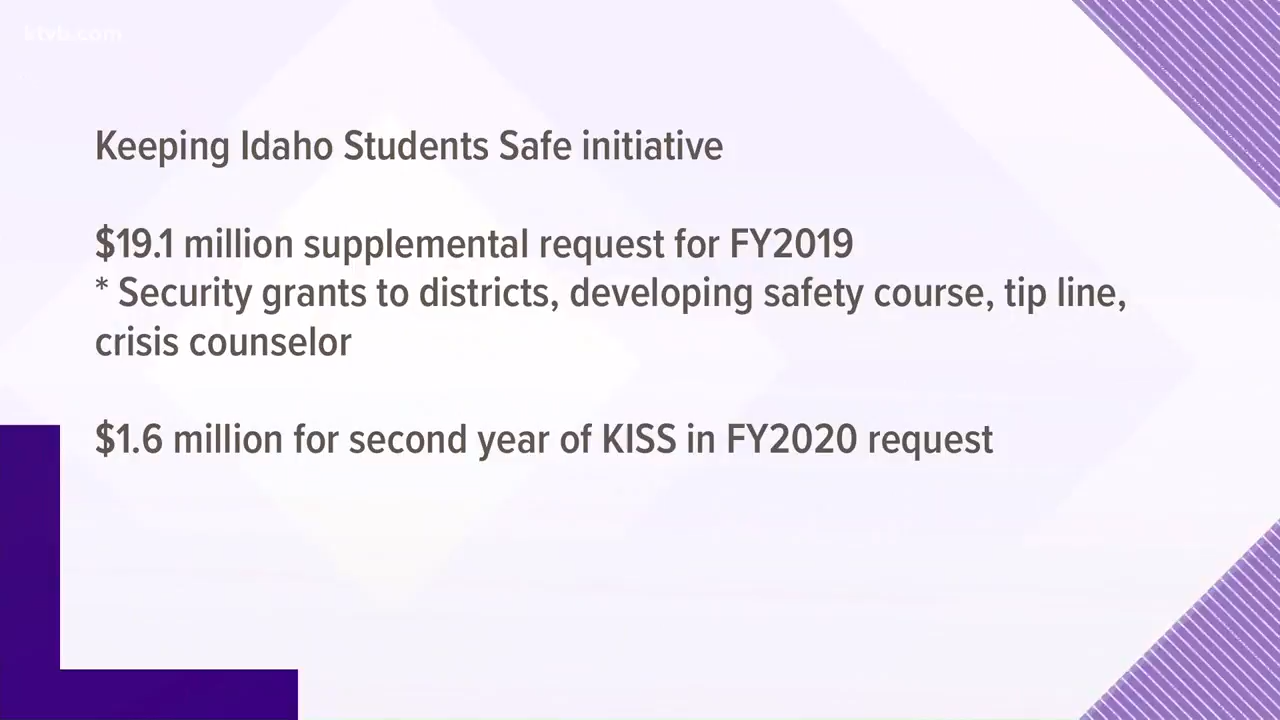 ktvb.com
Keeping Idaho Students Safe initiative
$19.1 million supplemental request for FY2019
* Security grants to districts, developing safety course, tip line,
crisis counselor
$1.6 million for second year of KISS in FY2020 request